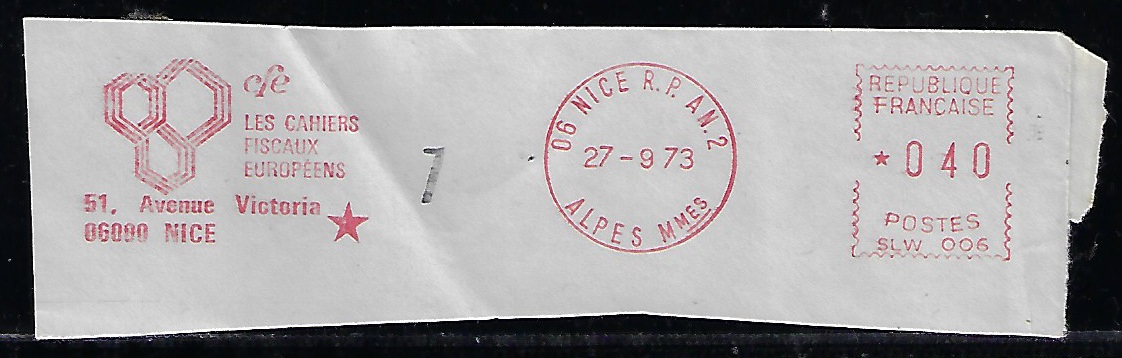 cfe
LES CAHIERS
FISCAUX
EUROPÉENS
51, Avenue Victoria
06000 NICE
7
06 NICE R.P. AN. 2
27-9 73
ALPES MMES
REPUBLIQUE
FRANCAISE
040
POSTES
SLW 006